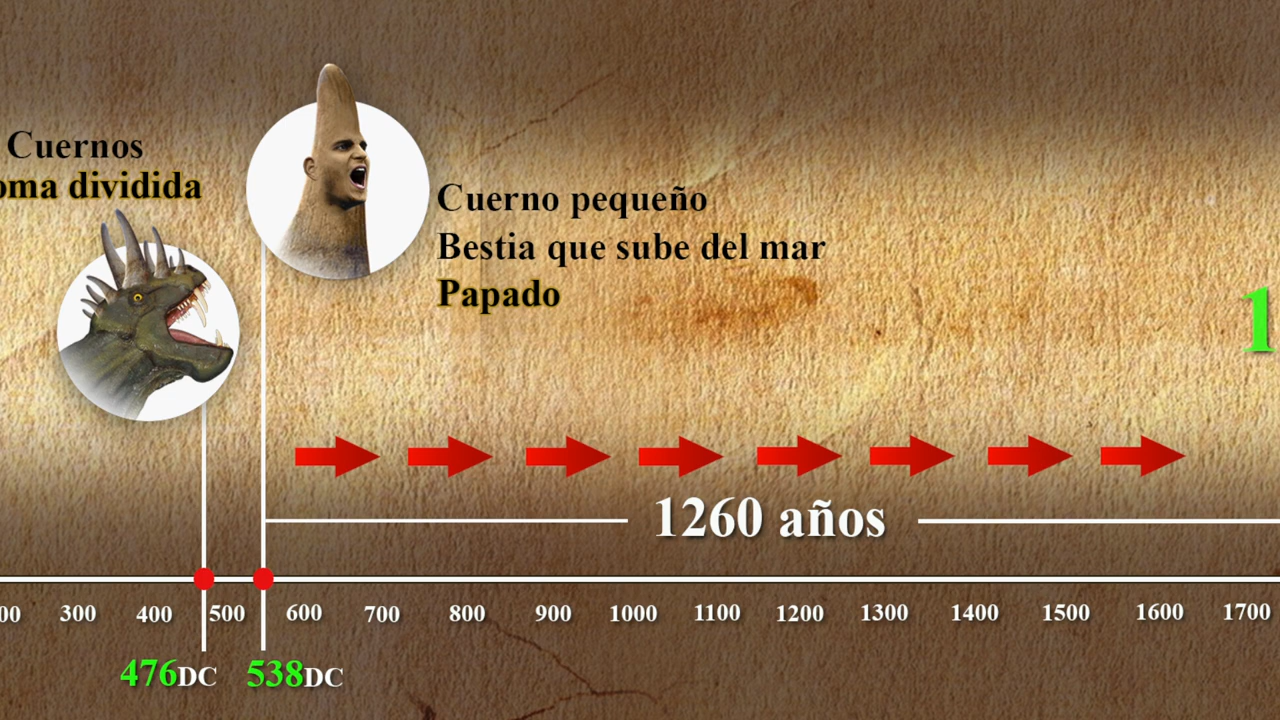 Cuernos
oma dividida
Cuerno pequeño
Bestia que sube del mar
Papado
1
1260 años
00 300 400 500 600 700 800 900 1000 1100 1200 1300 1400 1500 1600 1700
476DC 538DC